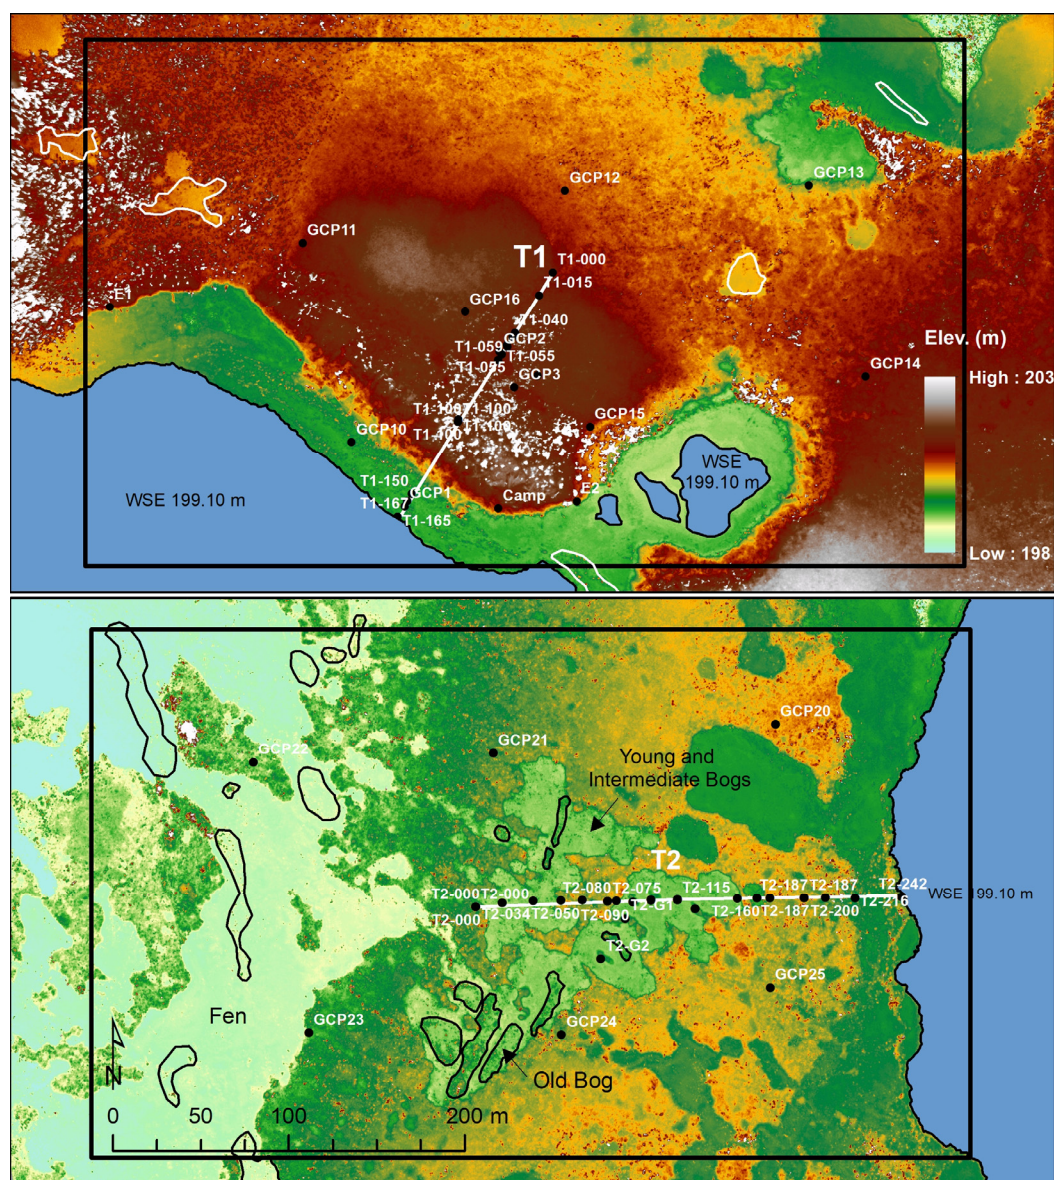 GCP13
GCP12
GCP11
T1
T1-000
T1-015
E1
GCP16
T1-040
Elev. (m)
T1-059
GCP2
T1-055
T1-055
GCP14
High : 203
GCP3
T1-100
T1-100
T1-100
T1-100
GCP15
GCP10
WSE
199.10 m
T1-150
GCP1
WSE 199.10 m
T1-167
Camp
E2
T1-165
Low : 198
GCP20
GCP21
GCP22
Young and
Intermediate Bogs
T2
T2-000
T2-000
T2-080
T2-075
T2-115
T2-187
T2-187
T2-242
WSE 199.10 m
T2-000
T2-034
T2-050
T2-090
T2-G1
T2-160
T2-187
T2-200
T2-216
T2-G2
GCP25
Fen
GCP23
GCP24
N
Old Bog
0
50
100
200 m